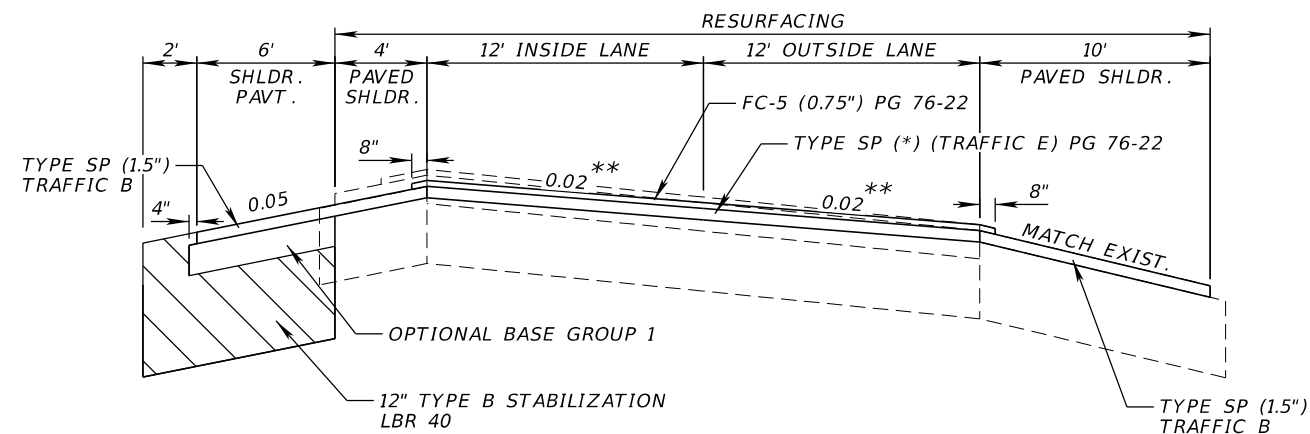 RESURFACING
2'
6'
4'
12' INSIDE LANE
12' OUTSIDE LANE
10'
SHLDR.
PAVT.
PAVED
SHLDR.
PAVED SHLDR.
FC-5 (0.75") PG 76-22
TYPE SP (*) (TRAFFIC E) PG 76-22
8"
TYPE SP (1.5")
TRAFFIC B
0.02 **
0.02 **
8"
4"
0.05
MATCH EXIST.
OPTIONAL BASE GROUP 1
12" TYPE B STABILIZATION
LBR 40
TYPE SP (1.5")
TRAFFIC B